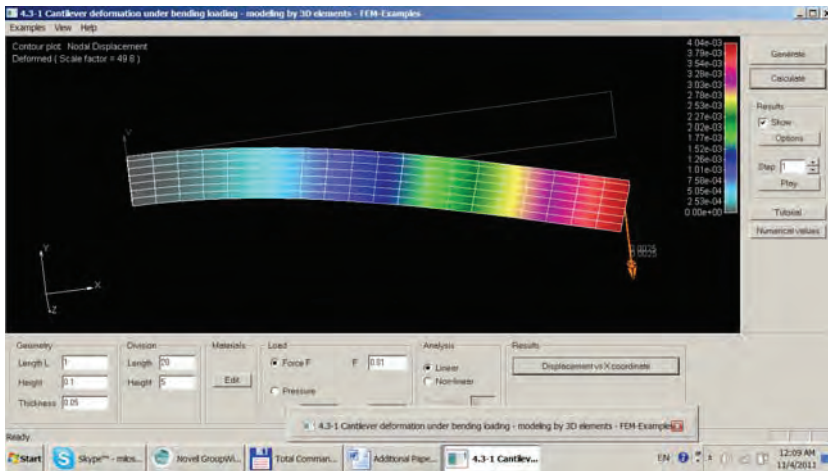 4.3-1 Cantilever deformation under bending loading - modeling by 3D elements - FEM-Examples
Examples View Help
Contour plot Nodal Displacement
Deformed ( Scale factor = 49.8 )
4.04e-03
3.79e-03
3.54e-03
3.28e-03
3.03e-03
2.78e-03
2.53e-03
2.27e-03
2.02e-03
1.77e-03
1.52e-03
1.26e-03
1.01e-03
7.58e-04
5.05e-04
2.53e-04
0.00e+00
Generate
Calculate
Results
Show
Options
Step 1
Play
Tutorial
Numerical values
Y
0.0025
0.0025
Y
X
Z
Geometry
Length L 1
Height 0.1
Thickness 0.05
Division
Length 20
Height 5
Materials
Edit
Load
Force F F 0.01
Pressure
Analysis
Linear
Non-linear
Results
Displacement vs X coordinate
4.3-1 Cantilever deformation under bending loading - modeling by 3D elements - FEM-Examples
Ready
Start Skype™ - milos... Novell GroupWi... Total Comman... Additional Pape... 4.3-1 Cantilev... EN 12:09 AM
11/4/2011